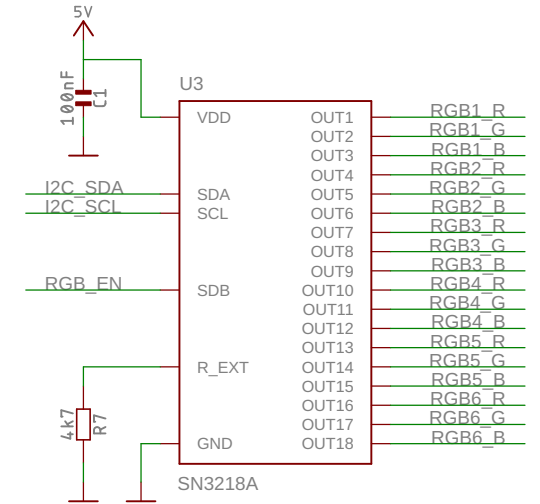 5V
100nF
C1
U3
VDD OUT1 RGB1_R
OUT2 RGB1_G
OUT3 RGB1_B
OUT4 RGB2_R
I2C_SDA SDA OUT5 RGB2_G
I2C_SCL SCL OUT6 RGB2_B
OUT7 RGB3_R
OUT8 RGB3_G
OUT9 RGB3_B
RGB_EN SDB OUT10 RGB4_R
OUT11 RGB4_G
OUT12 RGB4_B
OUT13 RGB5_R
R_EXT OUT14 RGB5_G
OUT15 RGB5_B
OUT16 RGB6_R
4k7 R7 OUT17 RGB6_G
GND OUT18 RGB6_B
SN3218A